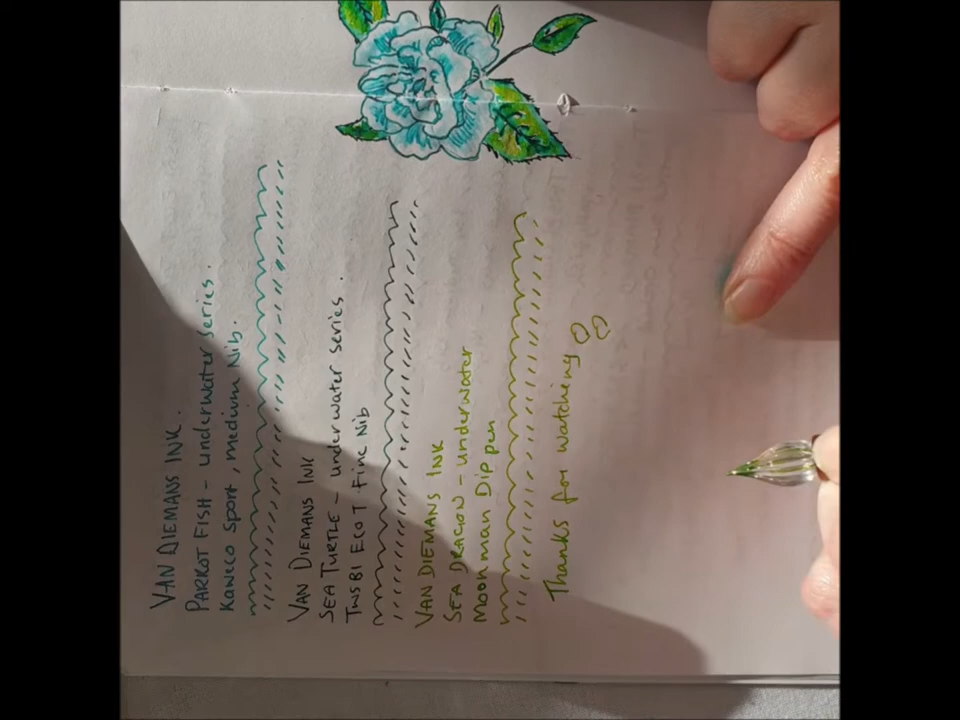 VAN DIEMANS INK.
PARROT FISH - underwater series.
Kaweco Sport, medium Nib.
VAN DIEMANS INK
SEA TURTLE - underwater series.
TWSBI ECO T Fine Nib
VAN DIEMANS INK
SEA DRAGON - underwater
Moonman Dip pen
Thanks for watching